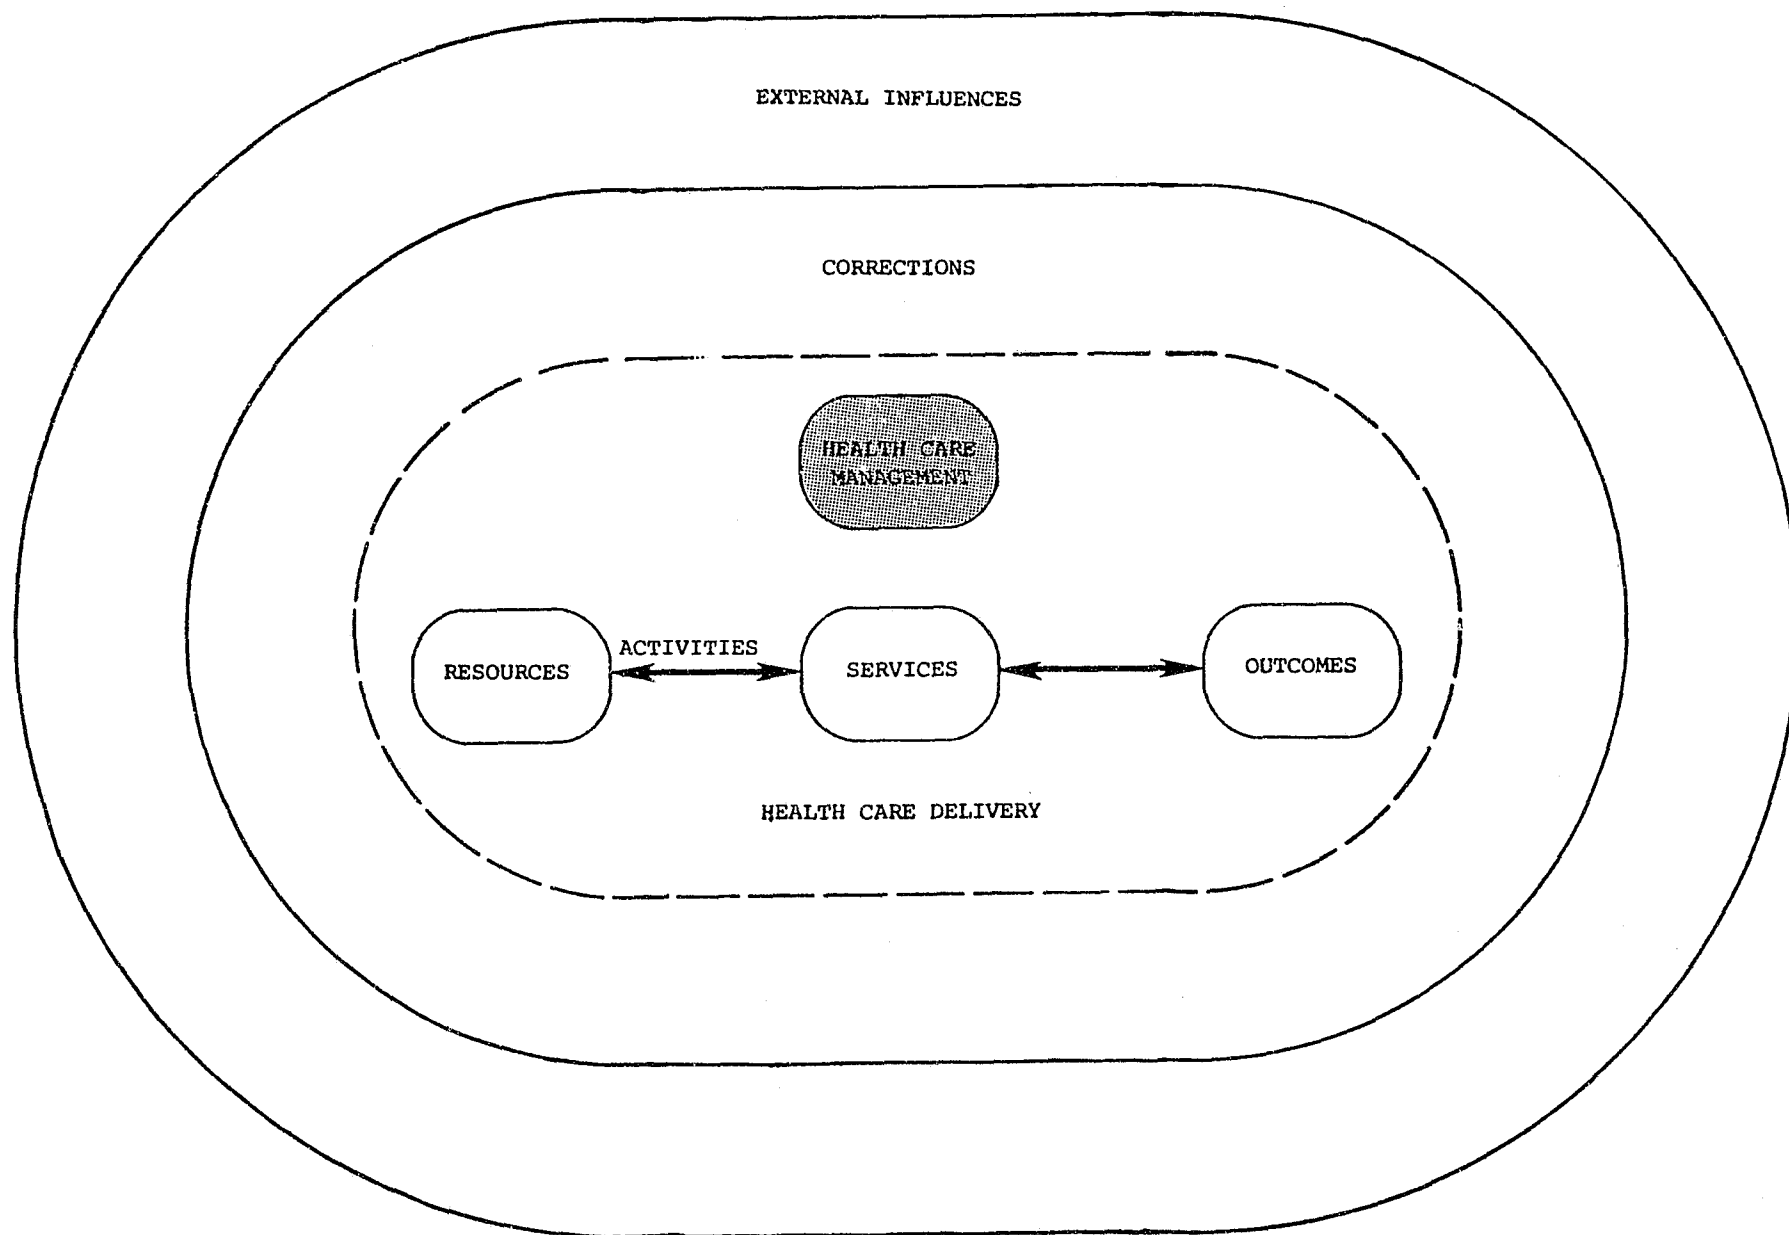 EXTERNAL INFLUENCES
CORRECTIONS
HEALTH CARE
MANAGEMENT
ACTIVITIES
RESOURCES
SERVICES
OUTCOMES
HEALTH CARE DELIVERY